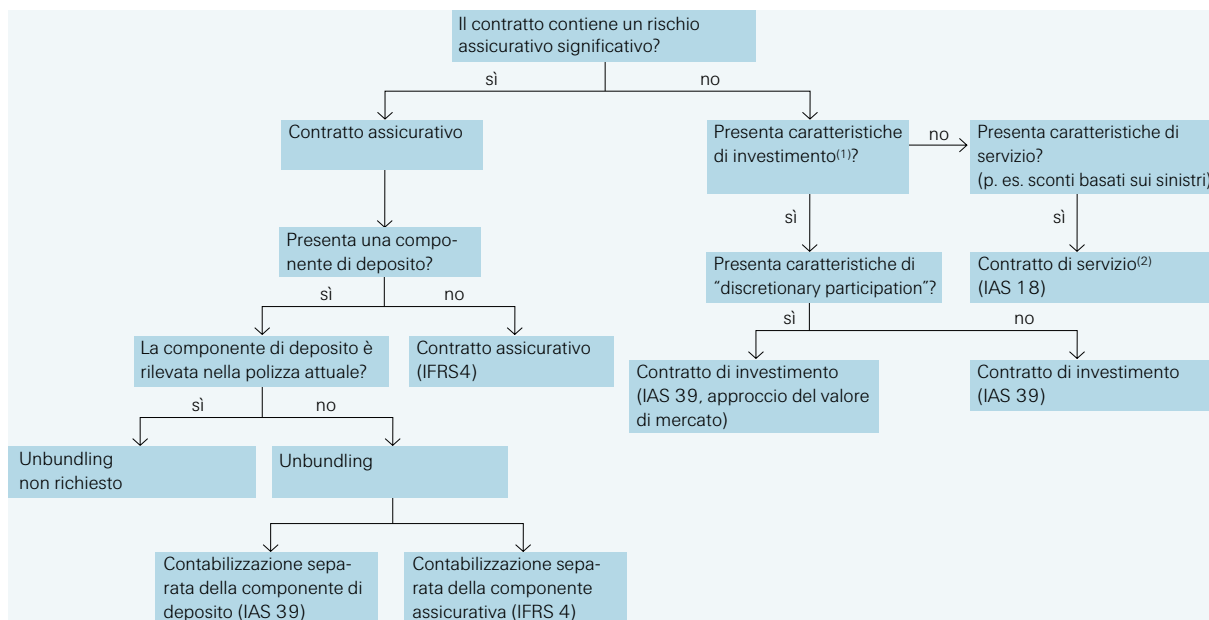 Il contratto contiene un rischio
assicurativo significativo?
sì
no
Contratto assicurativo
Presenta caratteristiche
di investimento(1)?
no
Presenta caratteristiche di
servizio?
(p. es. sconti basati sui sinistri)
sì
sì
Presenta una compo-
nente di deposito?
Presenta caratteristiche di
“discretionary participation”?
Contratto di servizio(2)
(IAS 18)
sì
no
sì
no
La componente di deposito è
rilevata nella polizza attuale?
Contratto assicurativo
(IFRS4)
Contratto di investimento
(IAS 39, approccio del valore
di mercato)
Contratto di investimento
(IAS 39)
sì
no
Unbundling
non richiesto
Unbundling
Contabilizzazione sepa-
rata della componente di
deposito (IAS 39)
Contabilizzazione sepa-
rata della componente
assicurativa (IFRS 4)